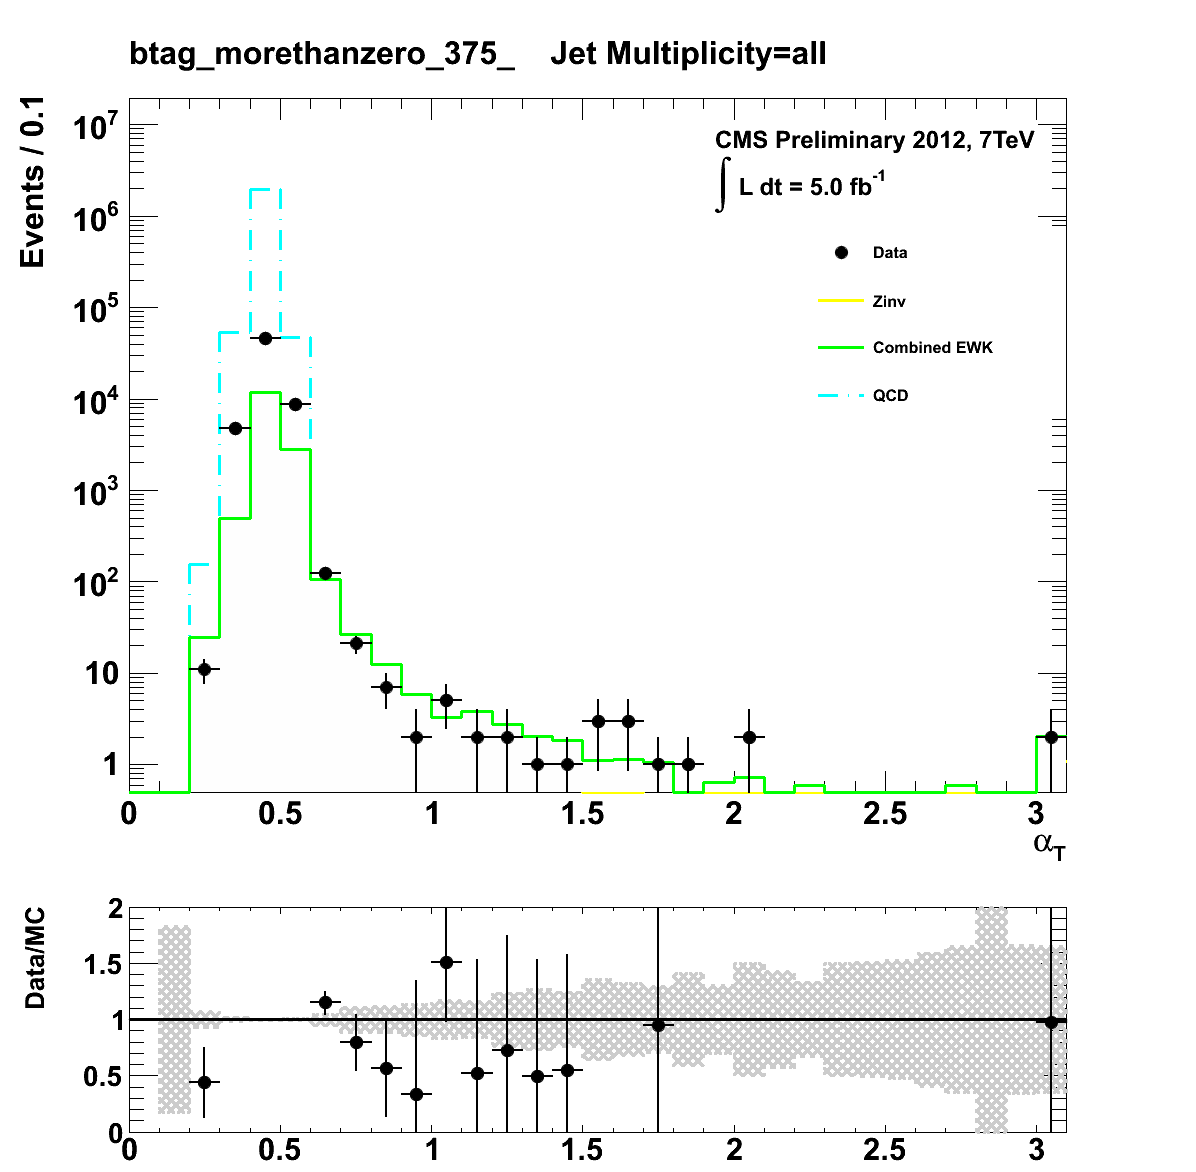 btag_morethanzero_375_ Jet Multiplicity=all
Events / 0.1
10^7
10^6
10^5
10^4
10^3
10^2
10
1
CMS Preliminary 2012, 7TeV
∫ L dt = 5.0 fb^-1
Data
Zinv
Combined EWK
QCD
0 0.5 1 1.5 2 2.5 3
α_T
Data/MC
2
1.5
1
0.5
0
0 0.5 1 1.5 2 2.5 3